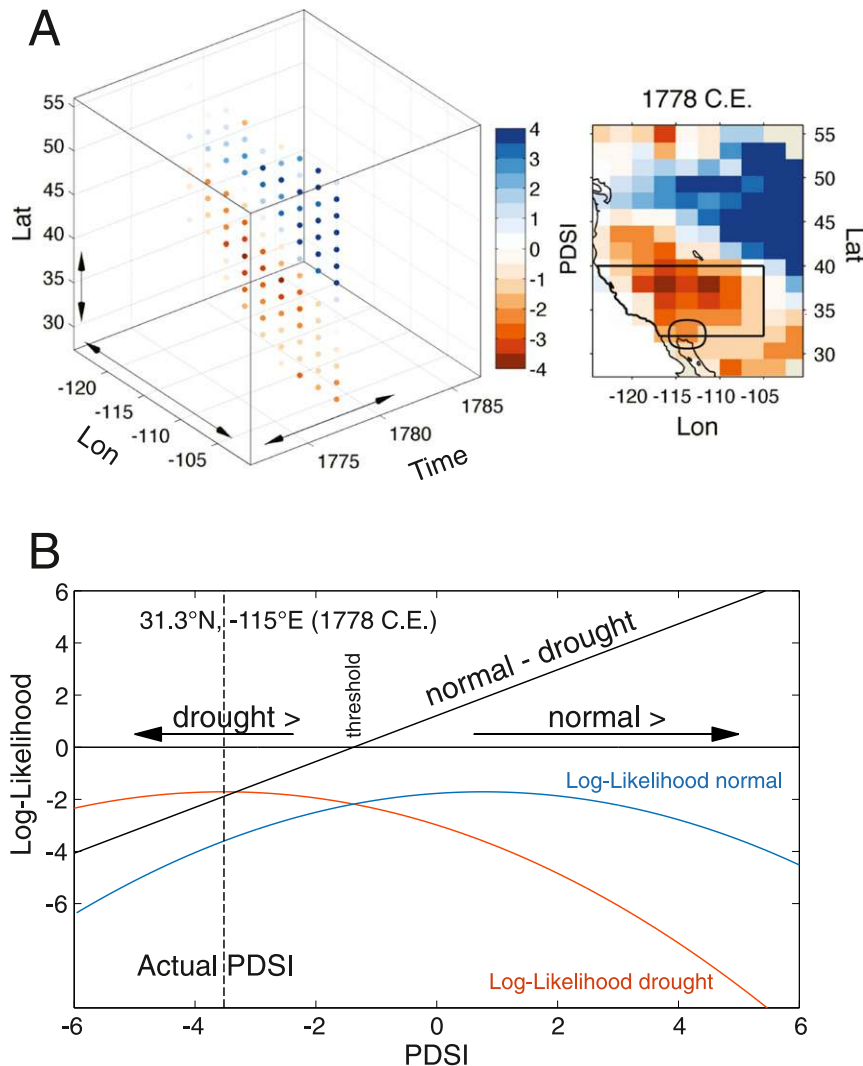 A
55
50
45
40
35
30
Lat
-120
-115
-110
-105
Lon
1775
1780
1785
Time
4
3
2
1
0
-1
-2
-3
-4
PDSI
1778 C.E.
55
50
45
40
35
30
Lat
-120 -115 -110 -105
Lon
B
6
4
2
0
-2
-4
-6
Log-Likelihood
31.3°N, -115°E (1778 C.E.)
threshold
normal - drought
drought >
normal >
Log-Likelihood normal
Actual PDSI
Log-Likelihood drought
-6 -4 -2 0 2 4 6
PDSI